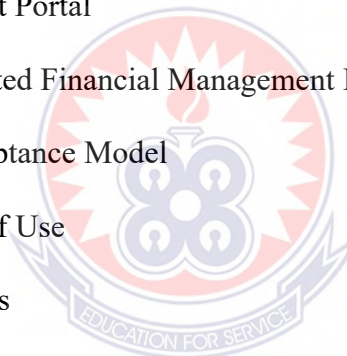 t Portal
ted Financial Management I
ptance Model
f Use
s
EDUCATION FOR SERVICE